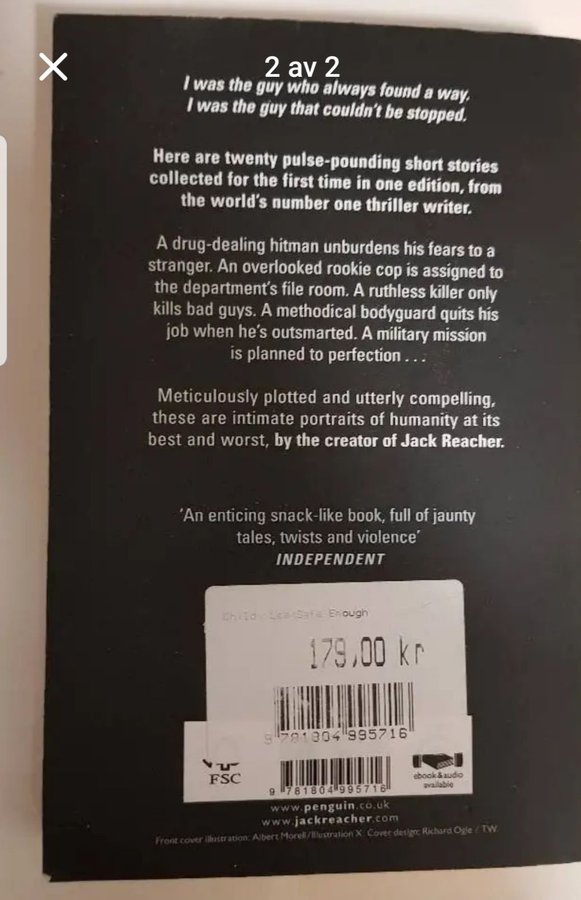 2 av 2
I was the guy who always found a way.
I was the guy that couldn't be stopped.
Here are twenty pulse-pounding short stories
collected for the first time in one edition, from
the world's number one thriller writer.
A drug-dealing hitman unburdens his fears to a
stranger. An overlooked rookie cop is assigned to
the department's file room. A ruthless killer only
kills bad guys. A methodical bodyguard quits his
job when he's outsmarted. A military mission
is planned to perfection . . .
Meticulously plotted and utterly compelling,
these are intimate portraits of humanity at its
best and worst, by the creator of Jack Reacher.
'An enticing snack-like book, full of jaunty
tales, twists and violence'
INDEPENDENT
Child, Lee/Safe Enough
179,00 kr
9 781804 995716
FSC
9 781804 995716
ebook & audio
available
www.penguin.co.uk
www.jackreacher.com
Front cover illustration: Albert Morell/Illustration X Cover design: Richard Ogle / TW